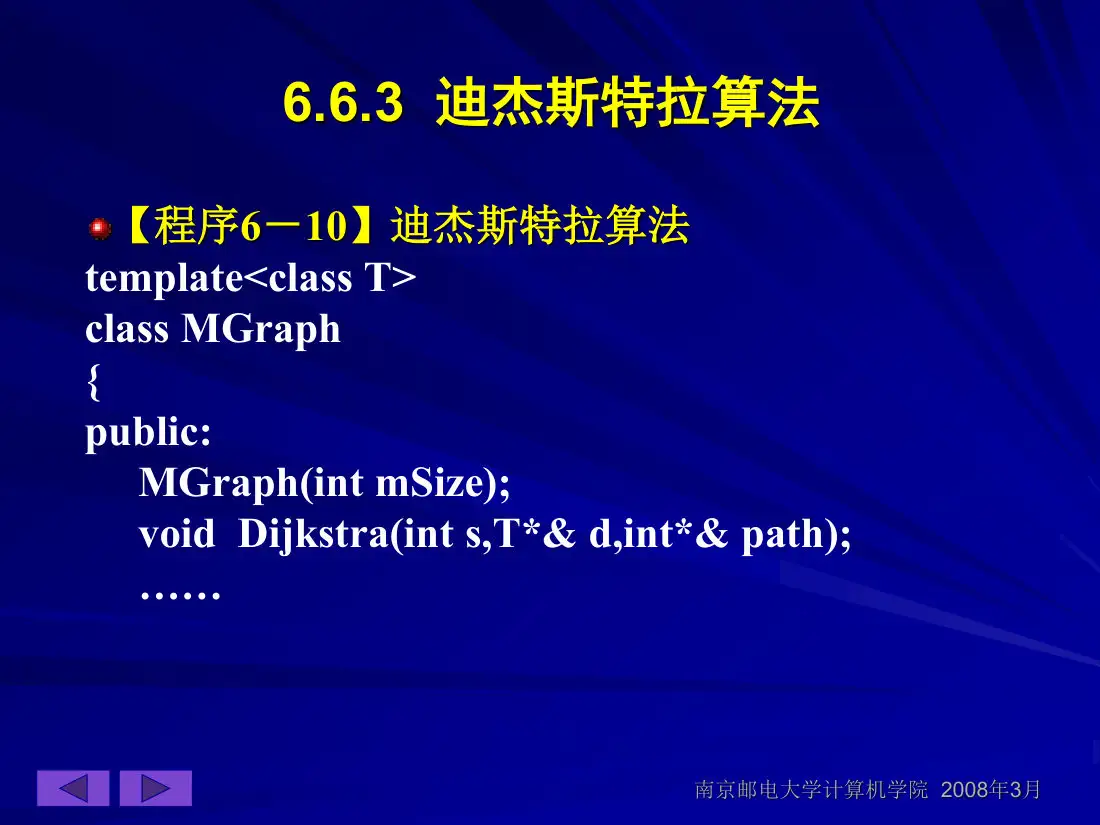 6.6.3 迪杰斯特拉算法
【程序6－10】迪杰斯特拉算法
template<class T>
class MGraph
{
public:
MGraph(int mSize);
void Dijkstra(int s,T*& d,int*& path);
……
南京邮电大学计算机学院 2008年3月